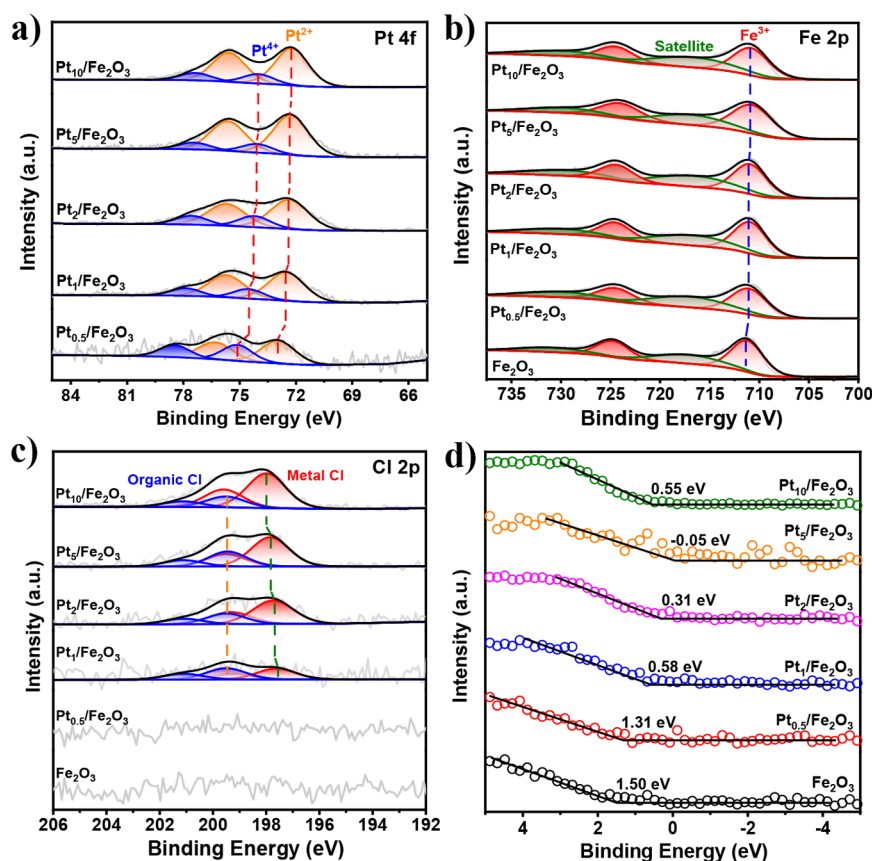 a)
Pt 4f
Pt⁴⁺
Pt²⁺
Pt₁₀/Fe₂O₃
Pt₅/Fe₂O₃
Pt₂/Fe₂O₃
Pt₁/Fe₂O₃
Pt₀.₅/Fe₂O₃
Intensity (a.u.)
85 81 77 73 69 65
Binding Energy (eV)
b)
Fe 2p
Fe³⁺
Satellite
Pt₁₀/Fe₂O₃
Pt₅/Fe₂O₃
Pt₂/Fe₂O₃
Pt₁/Fe₂O₃
Pt₀.₅/Fe₂O₃
Fe₂O₃
Intensity (a.u.)
735 730 725 720 715 710 705 700
Binding Energy (eV)
c)
Cl 2p
Organic Cl
Metal Cl
Pt₁₀/Fe₂O₃
Pt₅/Fe₂O₃
Pt₂/Fe₂O₃
Pt₁/Fe₂O₃
Pt₀.₅/Fe₂O₃
Fe₂O₃
Intensity (a.u.)
206 204 202 200 198 196 194 192
Binding Energy (eV)
d)
0.55 eV
Pt₁₀/Fe₂O₃
-0.05 eV
Pt₅/Fe₂O₃
0.31 eV
Pt₂/Fe₂O₃
0.58 eV
Pt₁/Fe₂O₃
1.31 eV
Pt₀.₅/Fe₂O₃
1.50 eV
Fe₂O₃
Intensity (a.u.)
4 2 0 -2 -4
Binding Energy (eV)